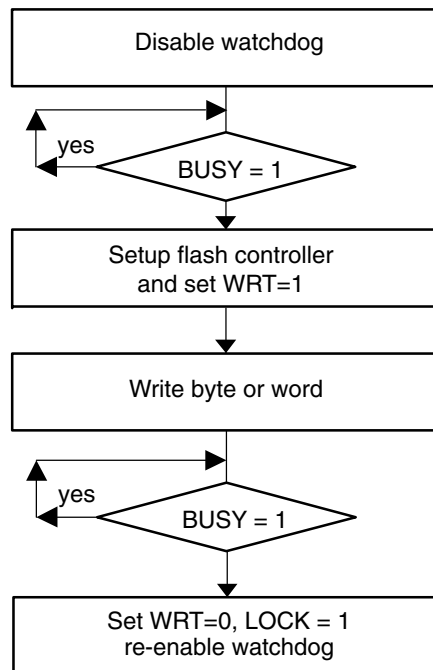 Disable watchdog
yes
BUSY = 1
Setup flash controller
and set WRT=1
Write byte or word
yes
BUSY = 1
Set WRT=0, LOCK = 1
re-enable watchdog